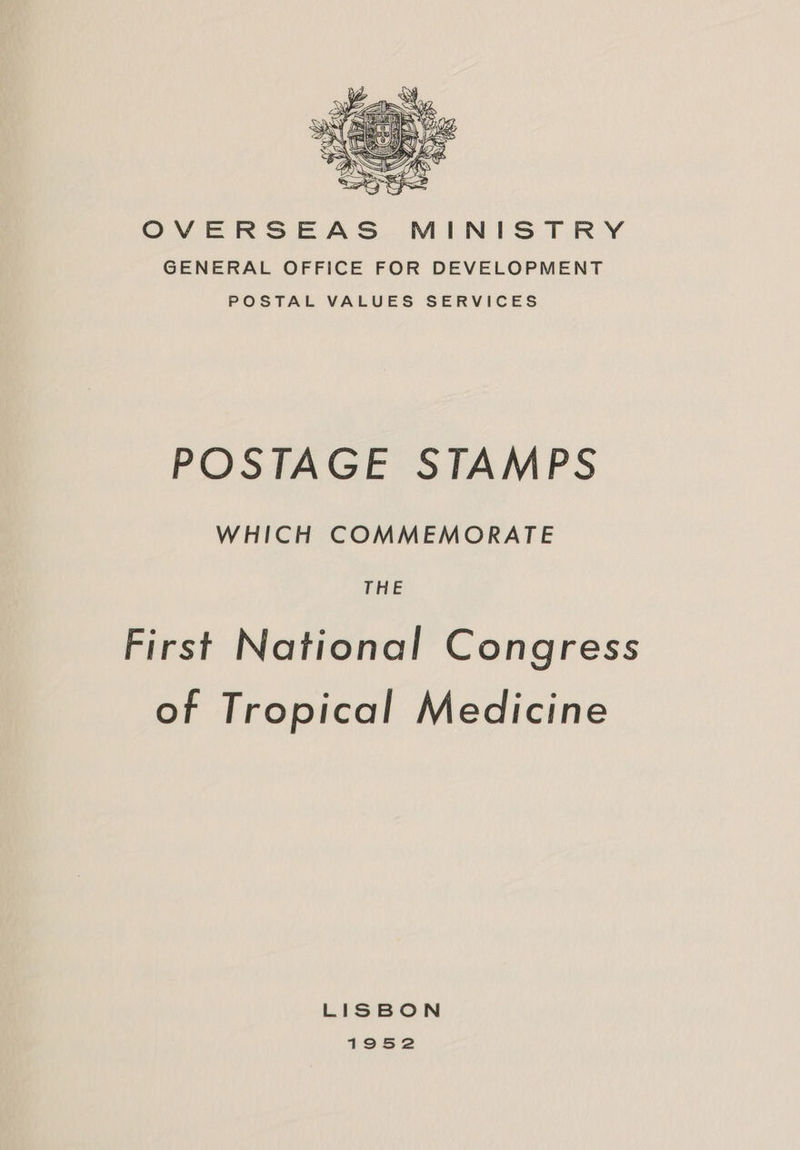 OVERSEAS MINISTRY
GENERAL OFFICE FOR DEVELOPMENT
POSTAL VALUES SERVICES
POSTAGE STAMPS
WHICH COMMEMORATE
THE
First National Congress
of Tropical Medicine
LISBON
1952